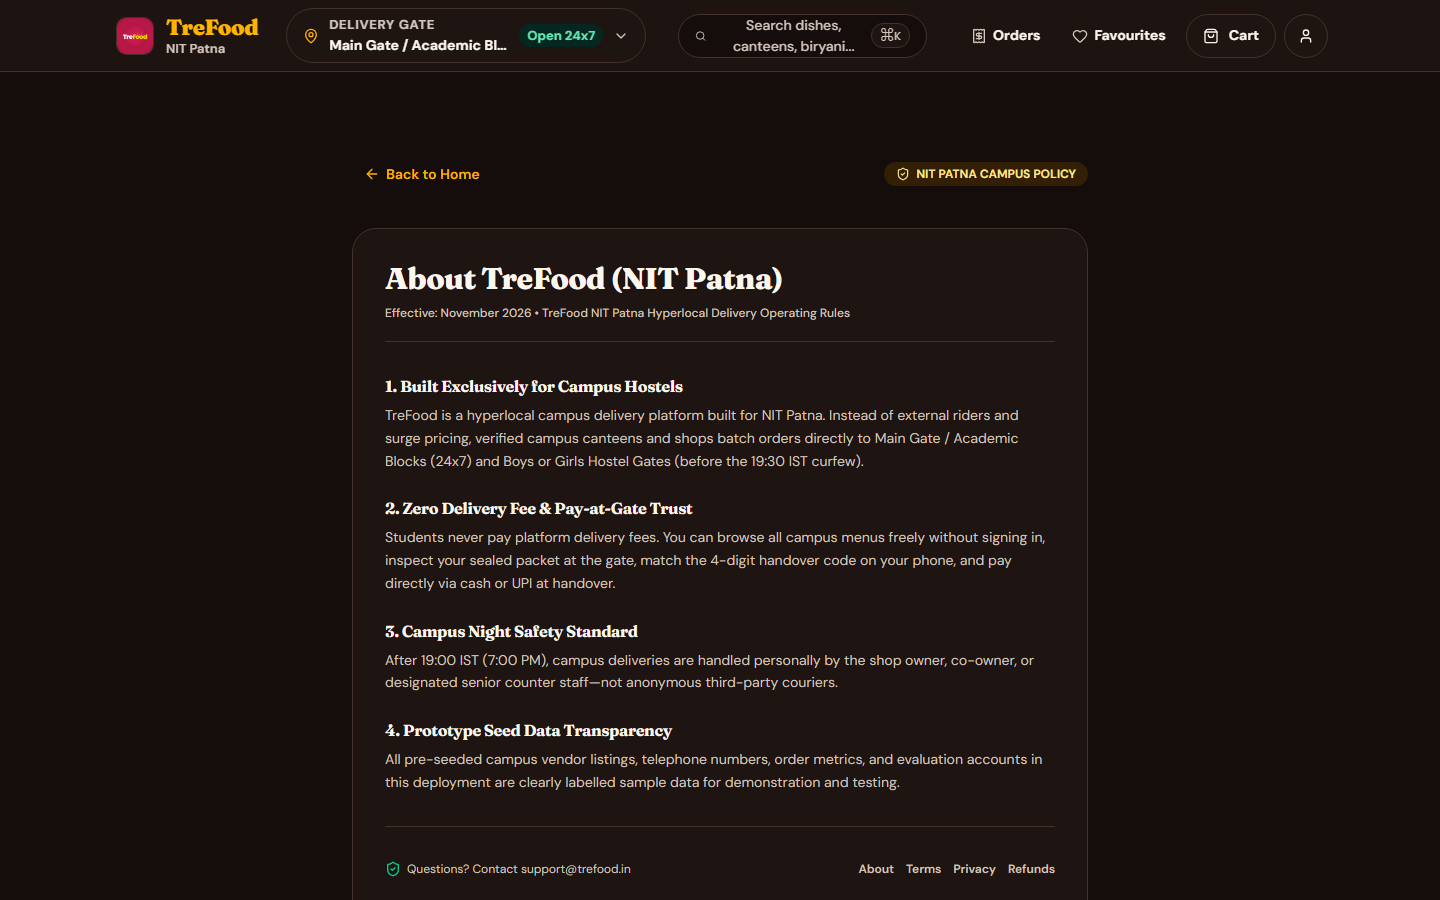 TreFood
TreFood
NIT Patna
DELIVERY GATE
Main Gate / Academic Bl...
Open 24x7
Search dishes,
canteens, biryani...
⌘K
Orders
Favourites
Cart
Back to Home
NIT PATNA CAMPUS POLICY
About TreFood (NIT Patna)
Effective: November 2026 • TreFood NIT Patna Hyperlocal Delivery Operating Rules
1. Built Exclusively for Campus Hostels
TreFood is a hyperlocal campus delivery platform built for NIT Patna. Instead of external riders and
surge pricing, verified campus canteens and shops batch orders directly to Main Gate / Academic
Blocks (24x7) and Boys or Girls Hostel Gates (before the 19:30 IST curfew).
2. Zero Delivery Fee & Pay-at-Gate Trust
Students never pay platform delivery fees. You can browse all campus menus freely without signing in,
inspect your sealed packet at the gate, match the 4-digit handover code on your phone, and pay
directly via cash or UPI at handover.
3. Campus Night Safety Standard
After 19:00 IST (7:00 PM), campus deliveries are handled personally by the shop owner, co-owner, or
designated senior counter staff—not anonymous third-party couriers.
4. Prototype Seed Data Transparency
All pre-seeded campus vendor listings, telephone numbers, order metrics, and evaluation accounts in
this deployment are clearly labelled sample data for demonstration and testing.
Questions? Contact support@trefood.in
About Terms Privacy Refunds